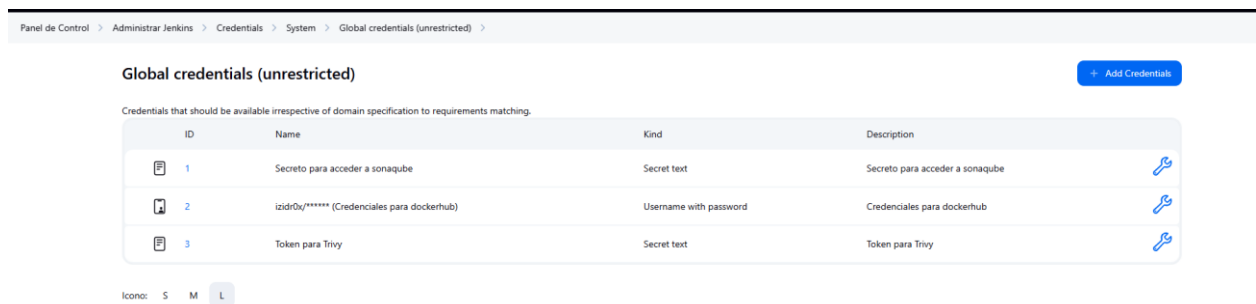 Panel de Control > Administrar Jenkins > Credentials > System > Global credentials (unrestricted) >
Global credentials (unrestricted)
+ Add Credentials
Credentials that should be available irrespective of domain specification to requirements matching.
ID Name Kind Description
1 Secreto para acceder a sonaqube Secret text Secreto para acceder a sonaqube
2 izidr0x/****** (Credenciales para dockerhub) Username with password Credenciales para dockerhub
3 Token para Trivy Secret text Token para Trivy
Icono: S M L